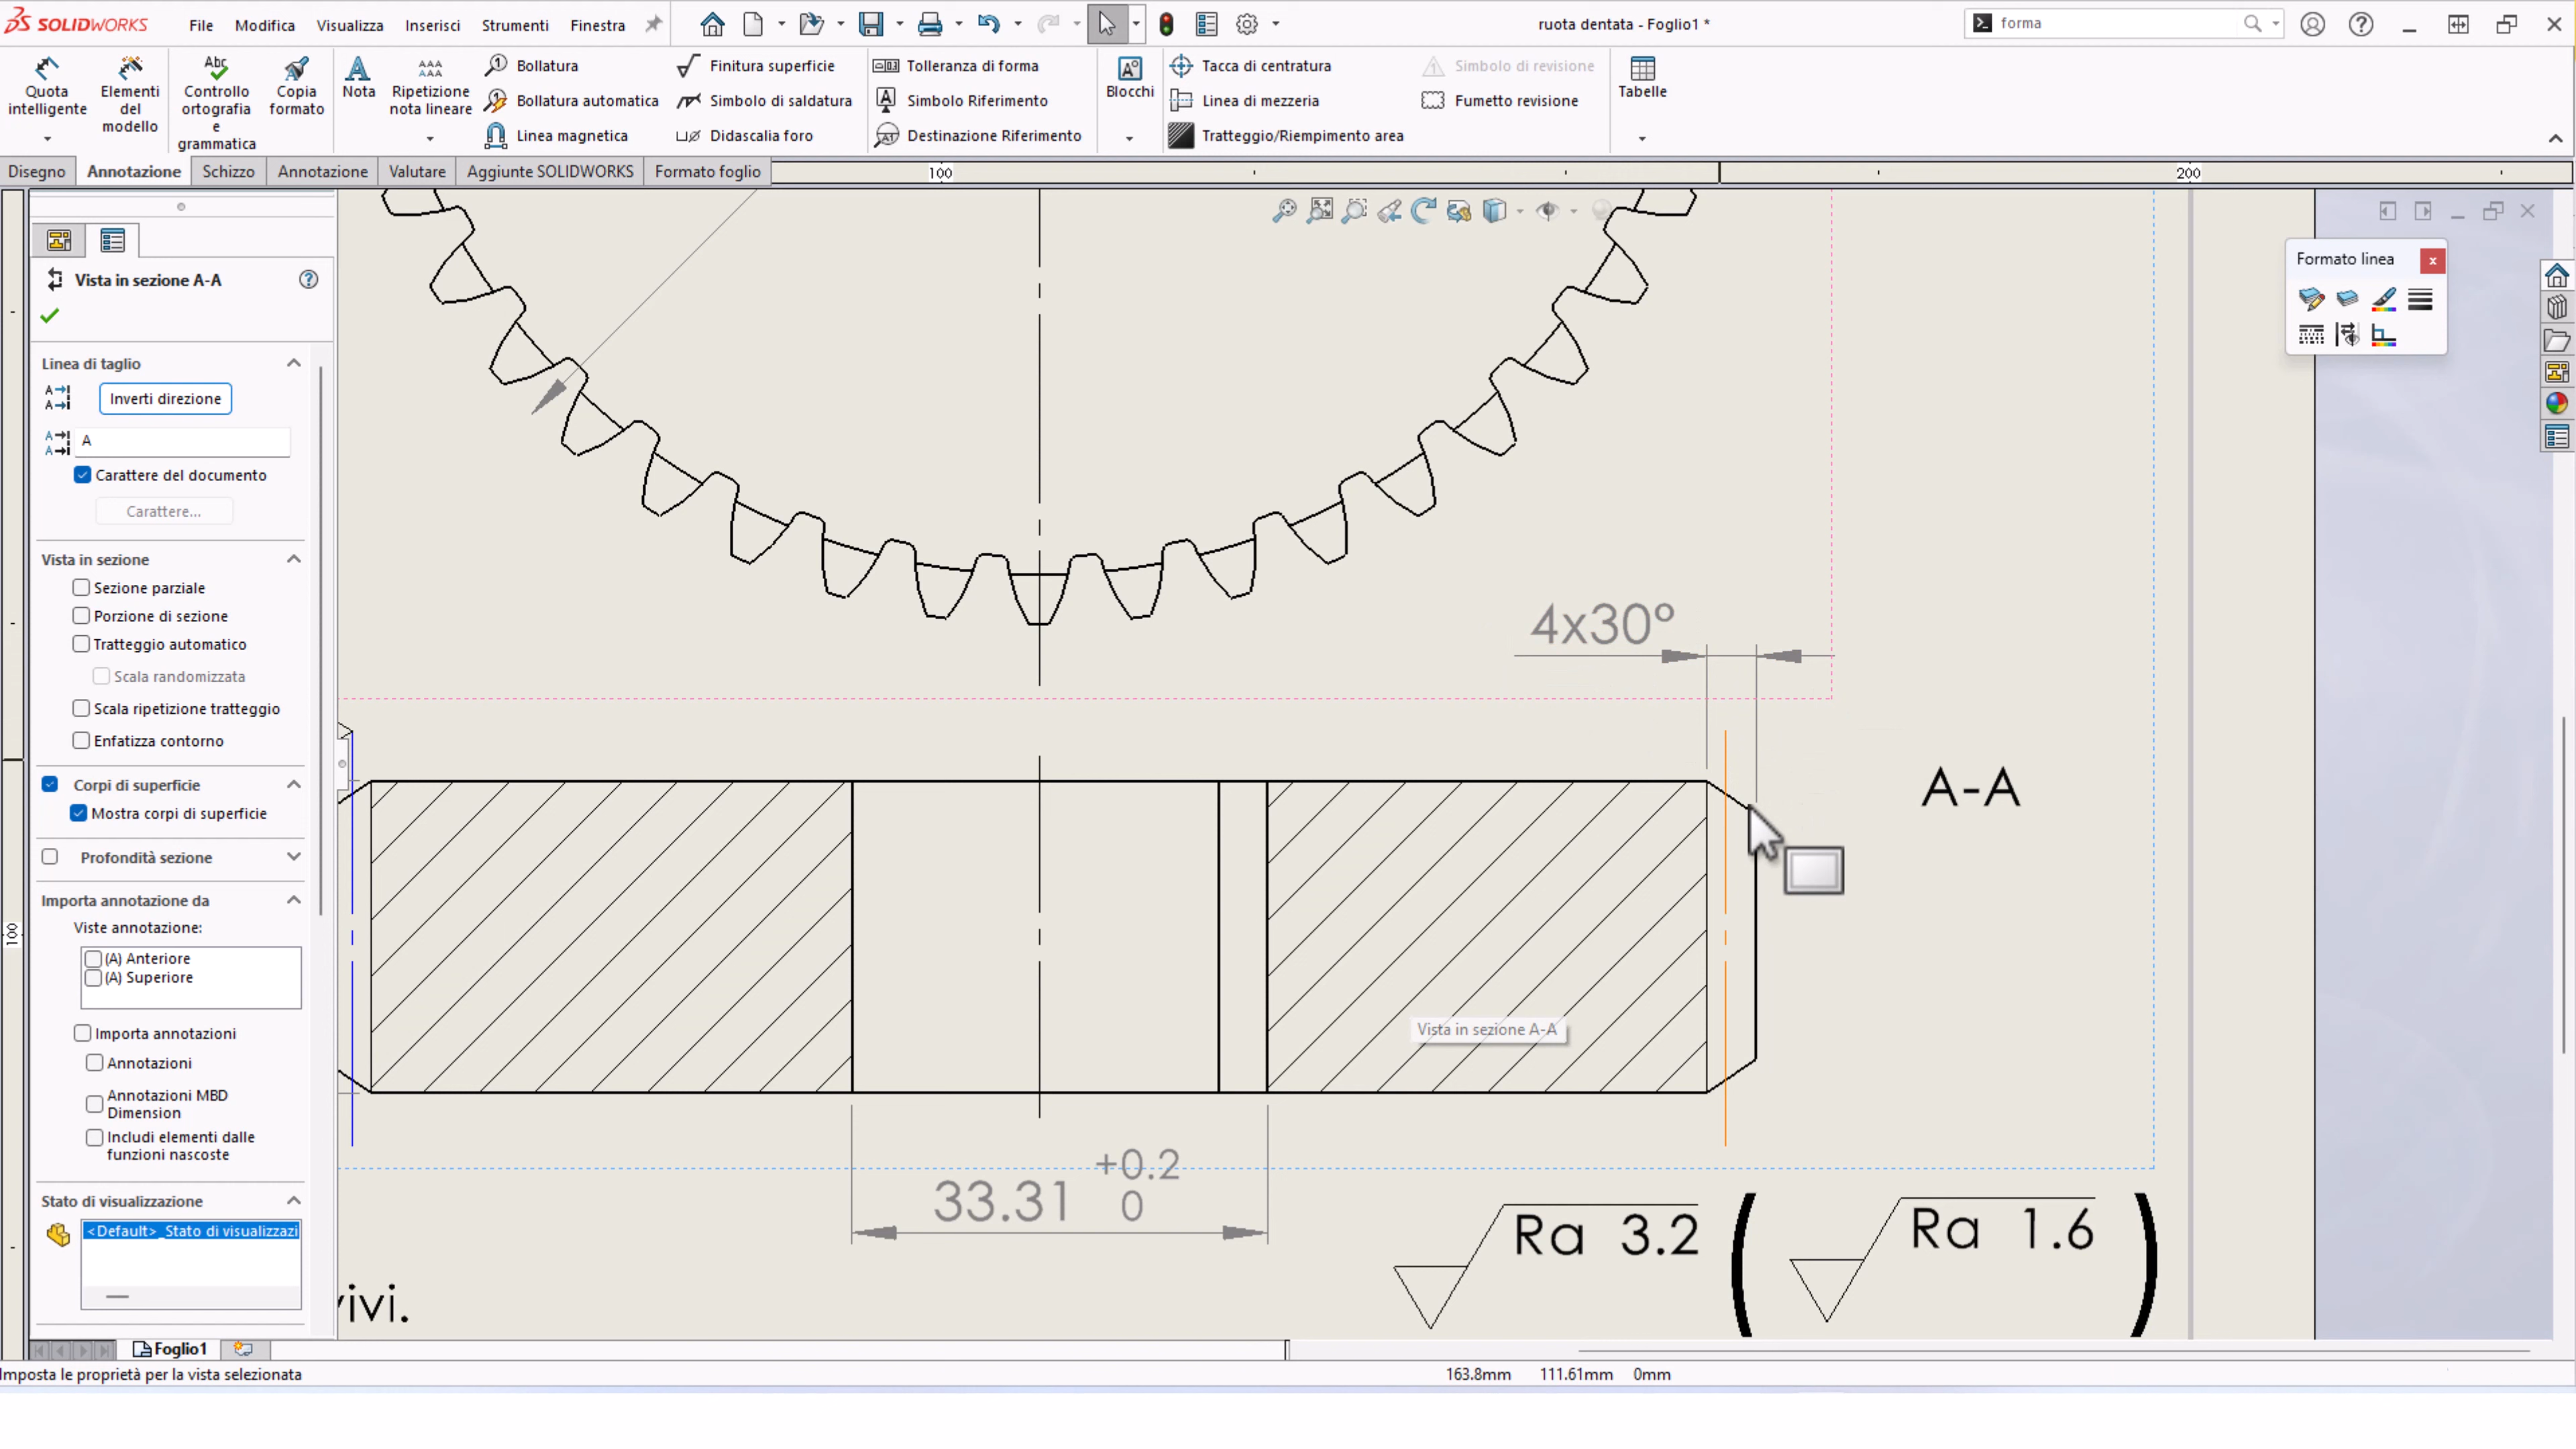 SOLIDWORKS
File Modifica Visualizza Inserisci Strumenti Finestra
ruota dentata - Foglio1 *
forma
Quota intelligente
Elementi del modello
Abc
Controllo ortografia e grammatica
Copia formato
Nota
Ripetizione nota lineare
Bollatura
Bollatura automatica
Linea magnetica
Finitura superficie
Simbolo di saldatura
Didascalia foro
Tolleranza di forma
Simbolo Riferimento
Destinazione Riferimento
Blocchi
Tacca di centratura
Linea di mezzeria
Tratteggio/Riempimento area
Simbolo di revisione
Fumetto revisione
Tabelle
Disegno Annotazione Schizzo Annotazione Valutare Aggiunte SOLIDWORKS Formato foglio
100
200
Vista in sezione A-A
Linea di taglio
Inverti direzione
A
Carattere del documento
Carattere...
Vista in sezione
Sezione parziale
Porzione di sezione
Tratteggio automatico
Scala randomizzata
Scala ripetizione tratteggio
Enfatizza contorno
Corpi di superficie
Mostra corpi di superficie
Profondità sezione
Importa annotazione da
Viste annotazione:
(A) Anteriore
(A) Superiore
Importa annotazioni
Annotazioni
Annotazioni MBD
Dimension
Includi elementi dalle
funzioni nascoste
Stato di visualizzazione
<Default>_Stato di visualizzazi
100
Formato linea
4x30°
A-A
Vista in sezione A-A
33.31 +0.2 0
Ra 3.2 ( Ra 1.6 )
vivi.
Foglio1
Imposta le proprietà per la vista selezionata
163.8mm 111.61mm 0mm